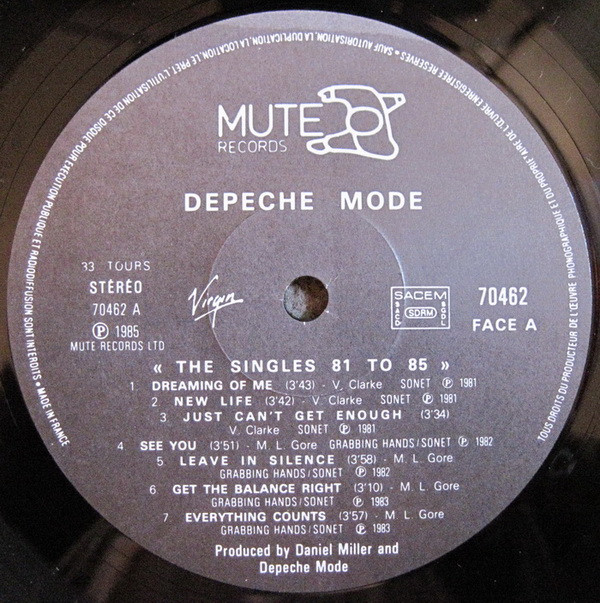 TOUS DROITS DU PRODUCTEUR DE L'ŒUVRE PHONOGRAPHIQUE ET DU PROPRIÉTAIRE DE L'ŒUVRE ENREGISTRÉE RÉSERVÉS • SAUF AUTORISATION, LA DUPLICATION, LA LOCATION, LE PRÊT, L'UTILISATION DE CE DISQUE POUR EXÉCUTION PUBLIQUE ET RADIODIFFUSION SONT INTERDITS • MADE IN FRANCE
MUTE
RECORDS
DEPECHE MODE
33 TOURS
STÉRÉO
70462 A
℗ 1985
MUTE RECORDS LTD
Virgin
SACEM
SACD
SDRM
SGDL
70462
FACE A
« THE SINGLES 81 TO 85 »
1. DREAMING OF ME (3'43) - V. Clarke SONET ℗ 1981
2. NEW LIFE (3'42) - V. Clarke SONET ℗ 1981
3. JUST CAN'T GET ENOUGH (3'34)
V. Clarke SONET ℗ 1981
4 SEE YOU (3'51) - M. L. Gore GRABBING HANDS/SONET ℗ 1982
5 LEAVE IN SILENCE (3'58) - M. L. Gore
GRABBING HANDS/SONET ℗ 1982
6 GET THE BALANCE RIGHT (3'10) - M. L. Gore
GRABBING HANDS/SONET ℗ 1983
7 EVERYTHING COUNTS (3'57) - M. L. Gore
GRABBING HANDS/SONET ℗ 1983
Produced by Daniel Miller and
Depeche Mode